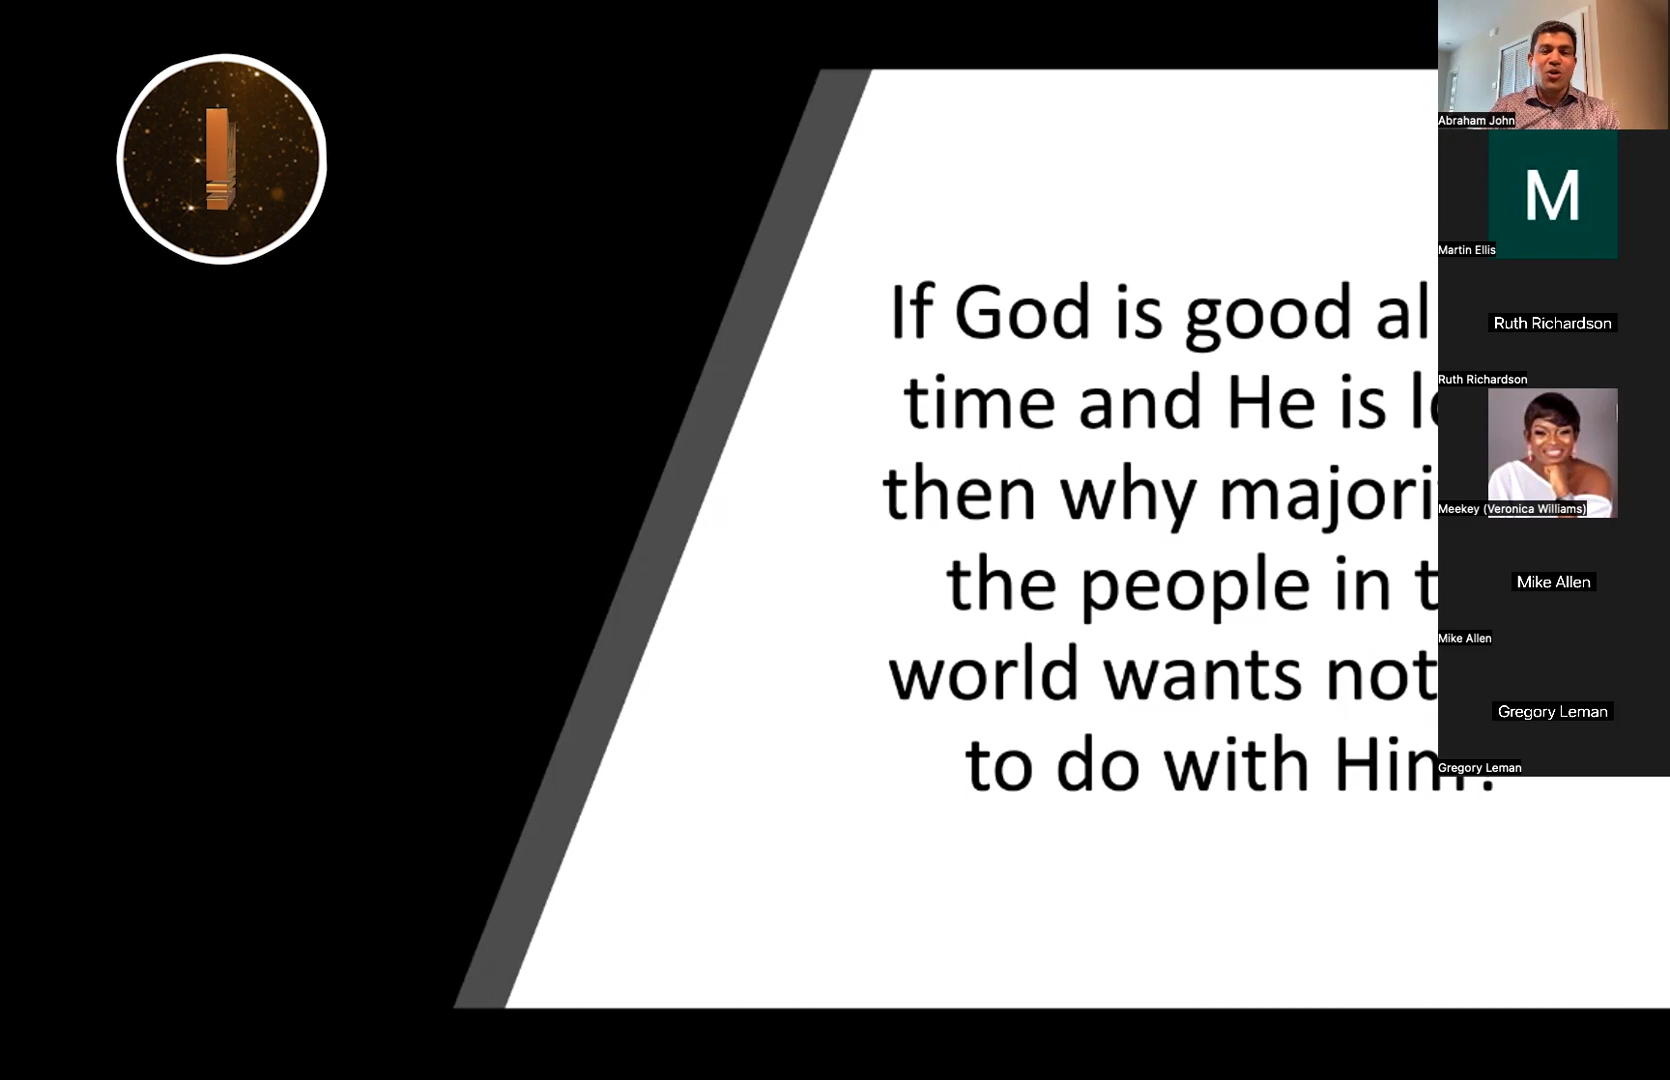 If God is good al
time and He is lo
then why majori
the people in t
world wants not
to do with Him?
Abraham John
M
Martin Ellis
Ruth Richardson
Ruth Richardson
Meekey (Veronica Williams)
Mike Allen
Mike Allen
Gregory Leman
Gregory Leman